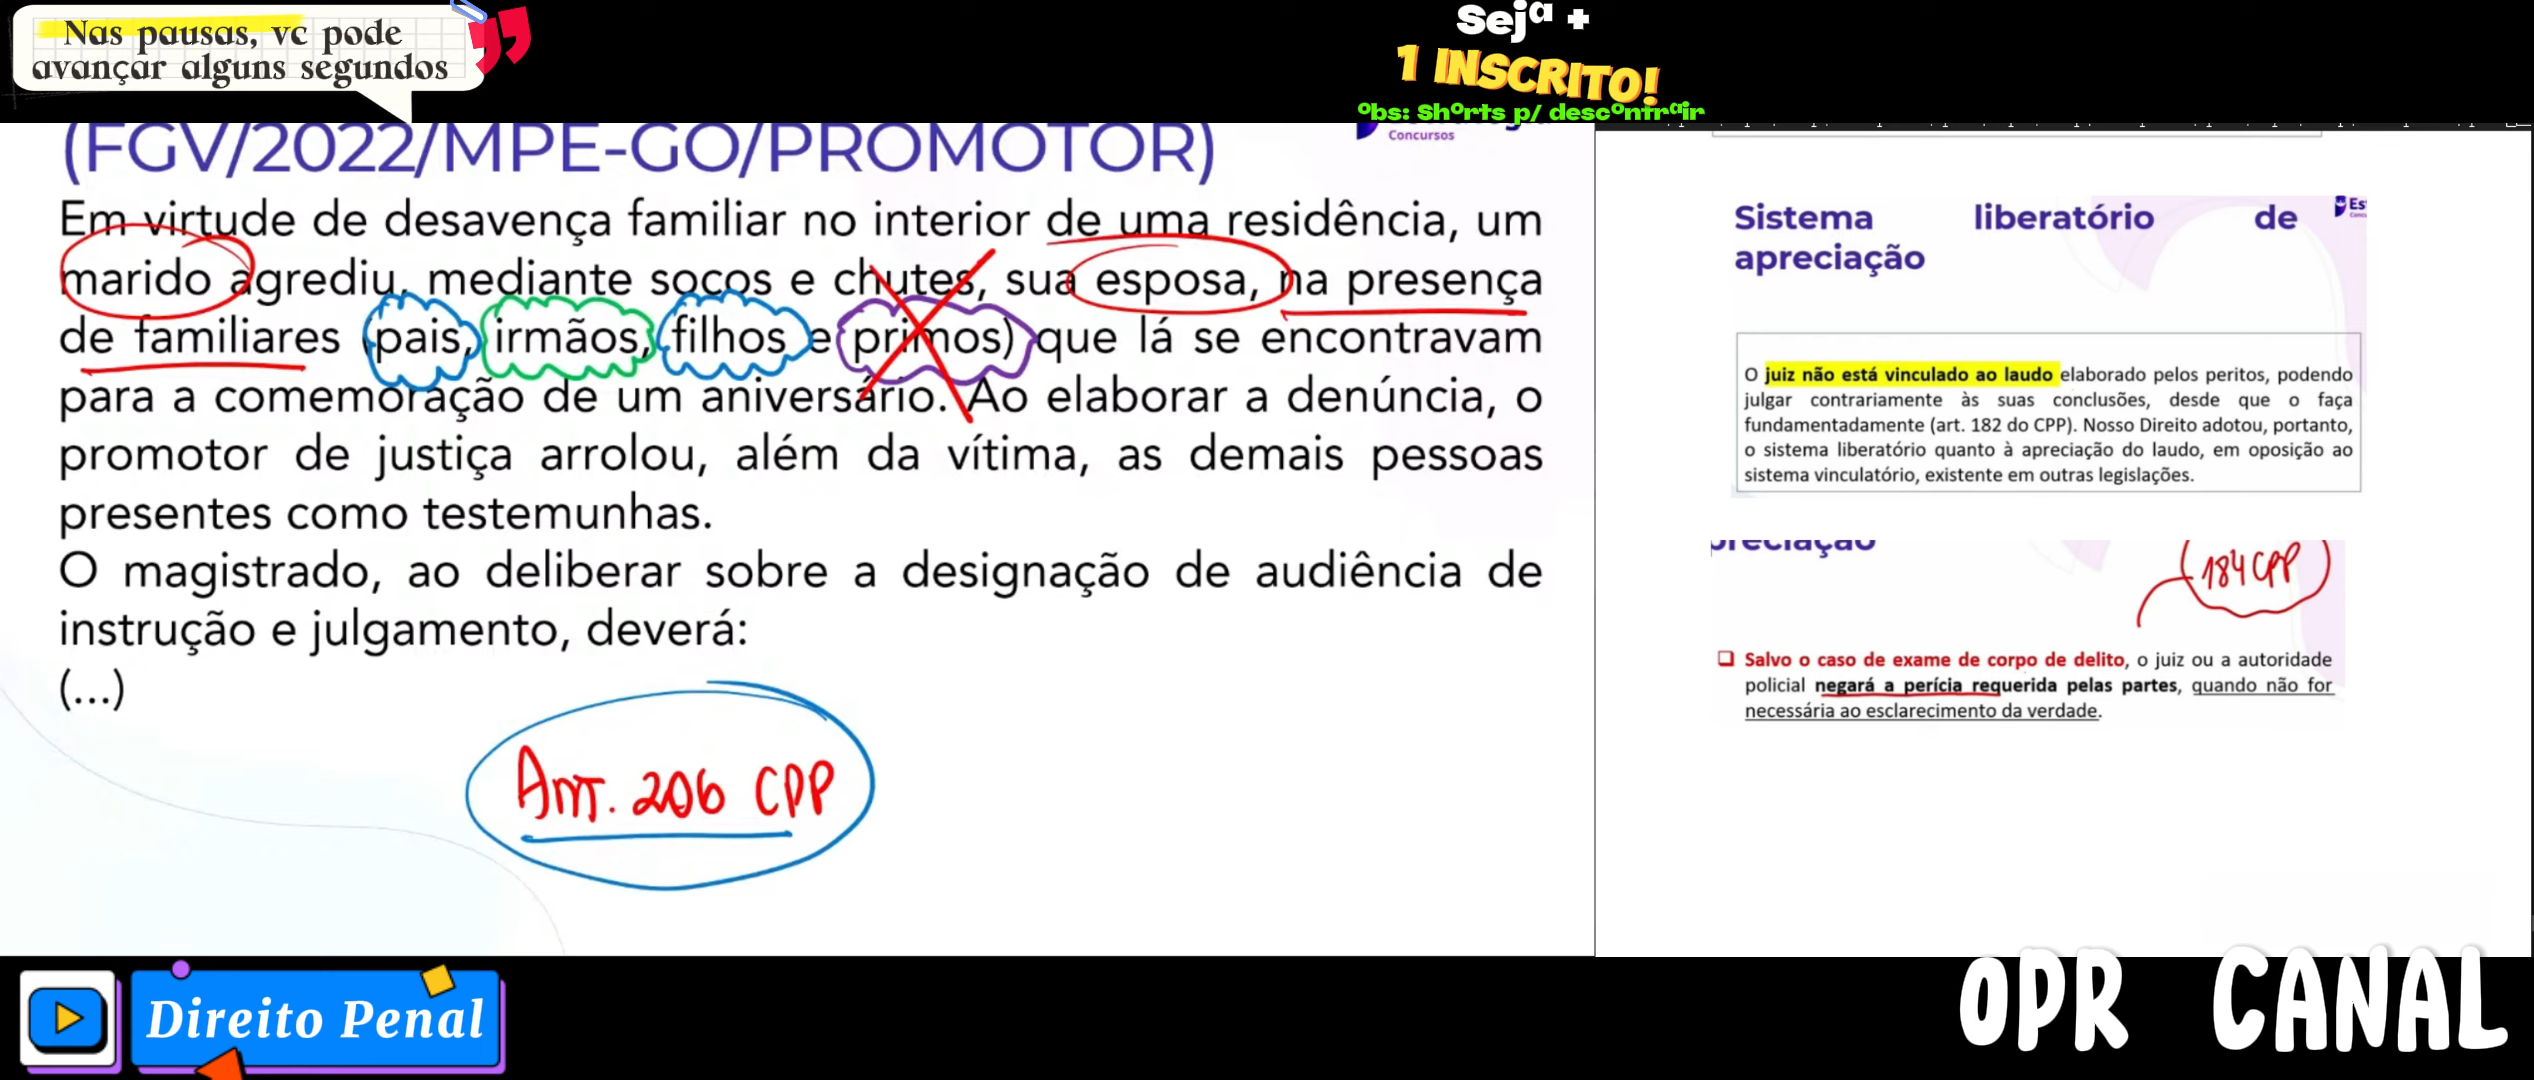 Nas pausas, vc pode
avançar alguns segundos
Seja +
1 INSCRITO!
obs: Shorts p/ descontrair
(FGV/2022/MPE-GO/PROMOTOR)
Concursos
Em virtude de desavença familiar no interior de uma residência, um
marido agrediu, mediante socos e chutes, sua esposa, na presença
de familiares (pais, irmãos, filhos e primos) que lá se encontravam
para a comemoração de um aniversário. Ao elaborar a denúncia, o
promotor de justiça arrolou, além da vítima, as demais pessoas
presentes como testemunhas.
O magistrado, ao deliberar sobre a designação de audiência de
instrução e julgamento, deverá:
(...)
Art. 206 CPP
Sistema liberatório de
apreciação
O juiz não está vinculado ao laudo elaborado pelos peritos, podendo
julgar contrariamente às suas conclusões, desde que o faça
fundamentadamente (art. 182 do CPP). Nosso Direito adotou, portanto,
o sistema liberatório quanto à apreciação do laudo, em oposição ao
sistema vinculatório, existente em outras legislações.
preciação
184 CPP
Salvo o caso de exame de corpo de delito, o juiz ou a autoridade
policial negará a perícia requerida pelas partes, quando não for
necessária ao esclarecimento da verdade.
Direito Penal
OPR CANAL